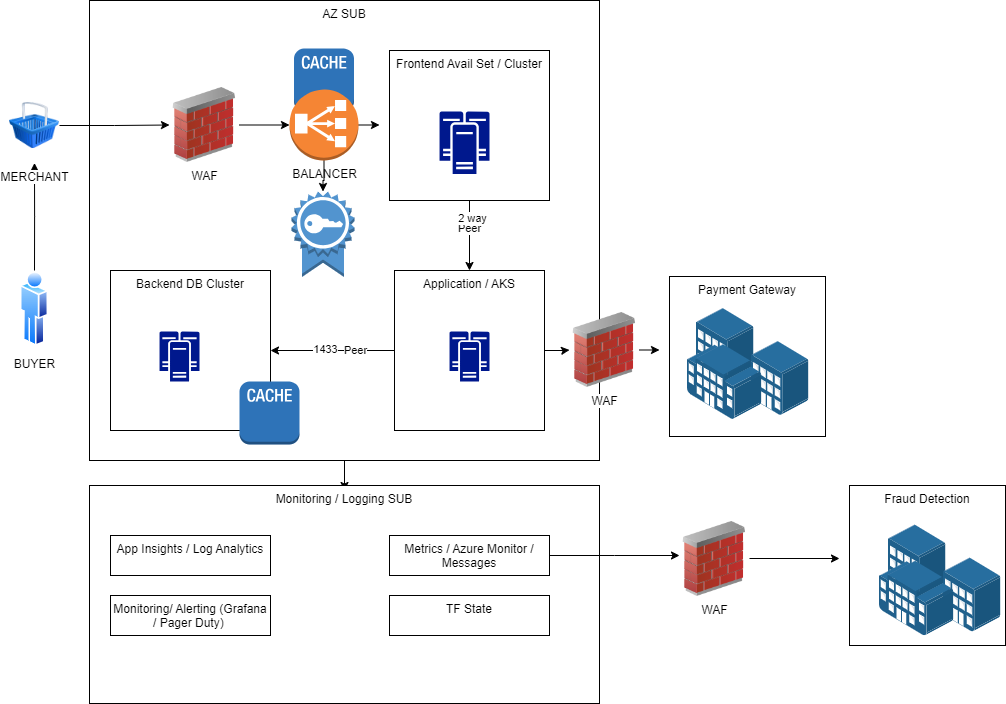 AZ SUB
CACHE
Frontend Avail Set / Cluster
MERCHANT
WAF
BALANCER
2 way
Peer
BUYER
Backend DB Cluster
Application / AKS
1433--Peer
CACHE
WAF
Payment Gateway
Monitoring / Logging SUB
App Insights / Log Analytics
Metrics / Azure Monitor /
Messages
Monitoring/ Alerting (Grafana
/ Pager Duty)
TF State
WAF
Fraud Detection